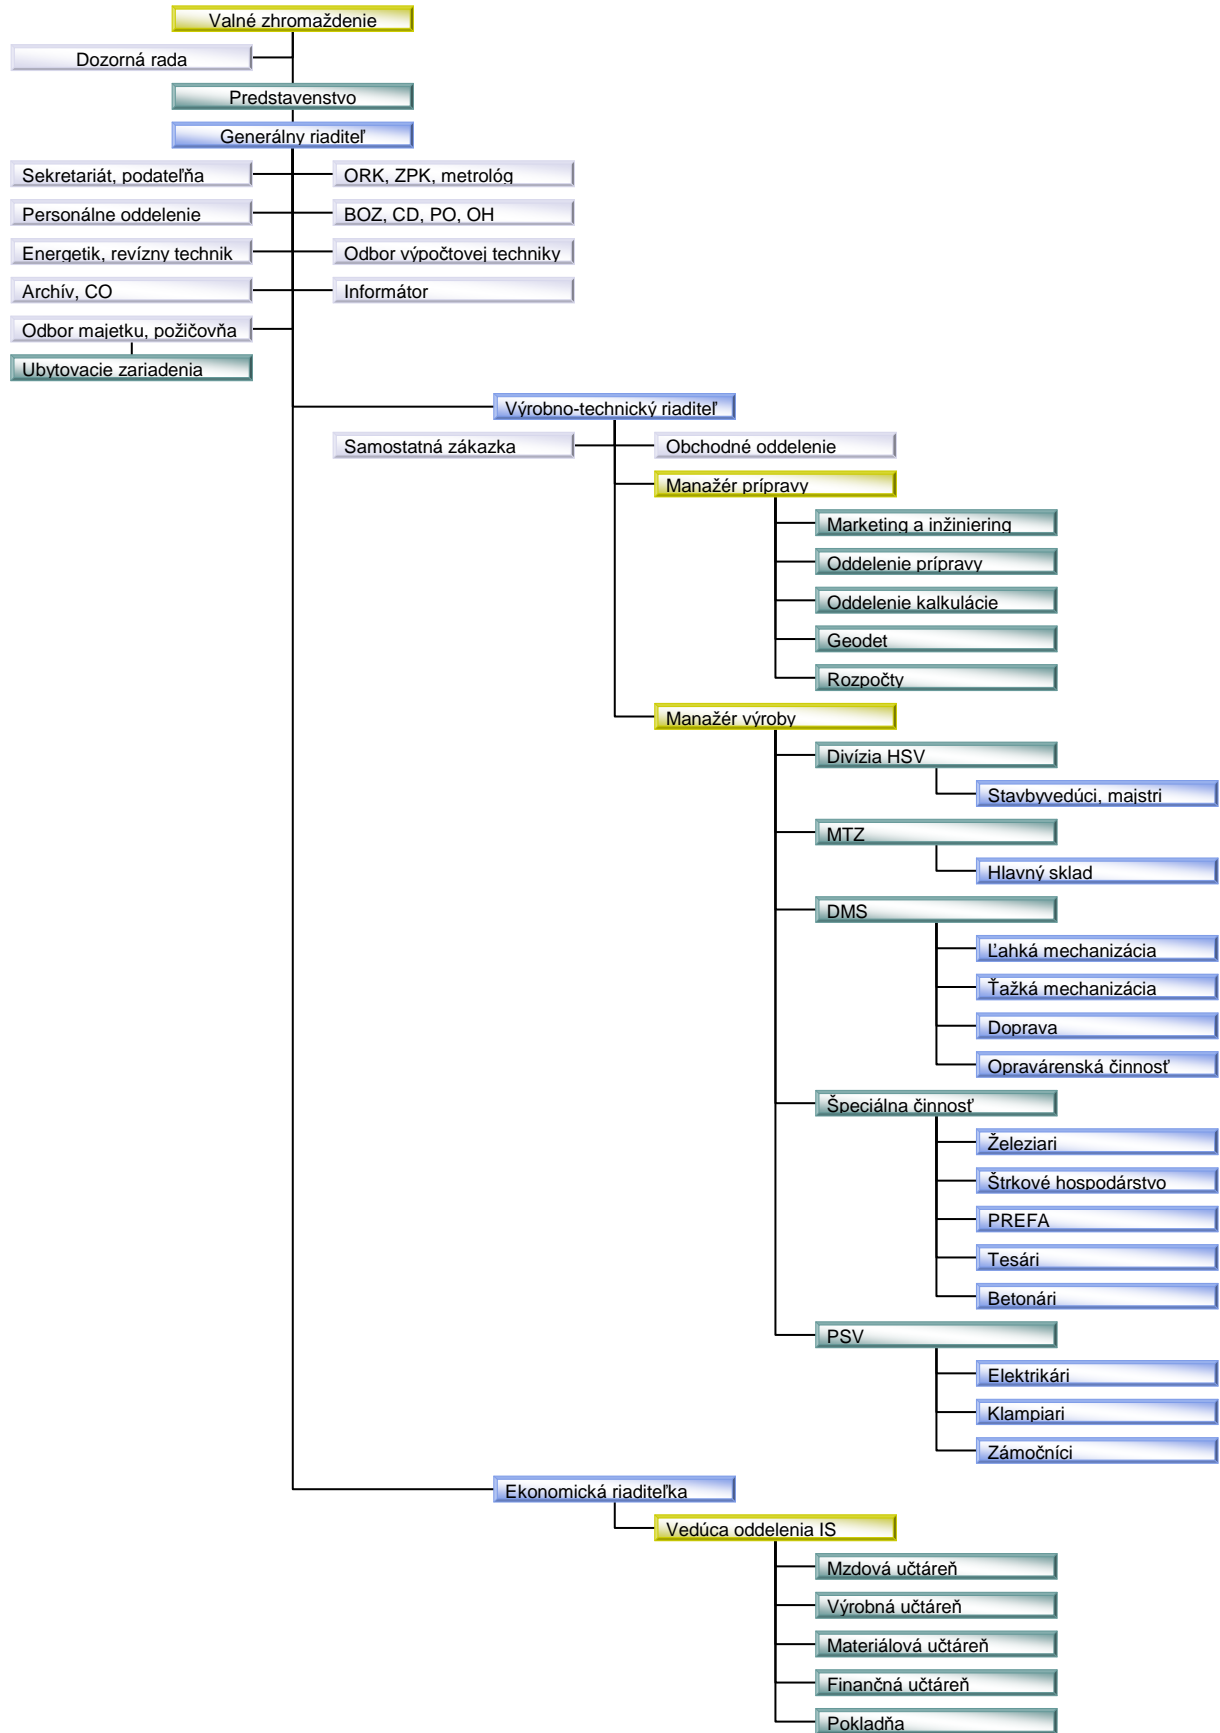 Valné zhromaždenie
Dozorná rada
Predstavenstvo
Generálny riaditeľ
Sekretariát, podateľňa
ORK, ZPK, metrológ
Personálne oddelenie
BOZ, CD, PO, OH
Energetik, revízny technik
Odbor výpočtovej techniky
Archív, CO
Informátor
Odbor majetku, požičovňa
Ubytovacie zariadenia
Výrobno-technický riaditeľ
Samostatná zákazka
Obchodné oddelenie
Manažér prípravy
Marketing a inžiniering
Oddelenie prípravy
Oddelenie kalkulácie
Geodet
Rozpočty
Manažér výroby
Divízia HSV
Stavbyvedúci, majstri
MTZ
Hlavný sklad
DMS
Ľahká mechanizácia
Ťažká mechanizácia
Doprava
Opravárenská činnosť
Špeciálna činnosť
Železiari
Štrkové hospodárstvo
PREFA
Tesári
Betonári
PSV
Elektrikári
Klampiari
Zámočníci
Ekonomická riaditeľka
Vedúca oddelenia IS
Mzdová učtáreň
Výrobná učtáreň
Materiálová učtáreň
Finančná učtáreň
Pokladňa